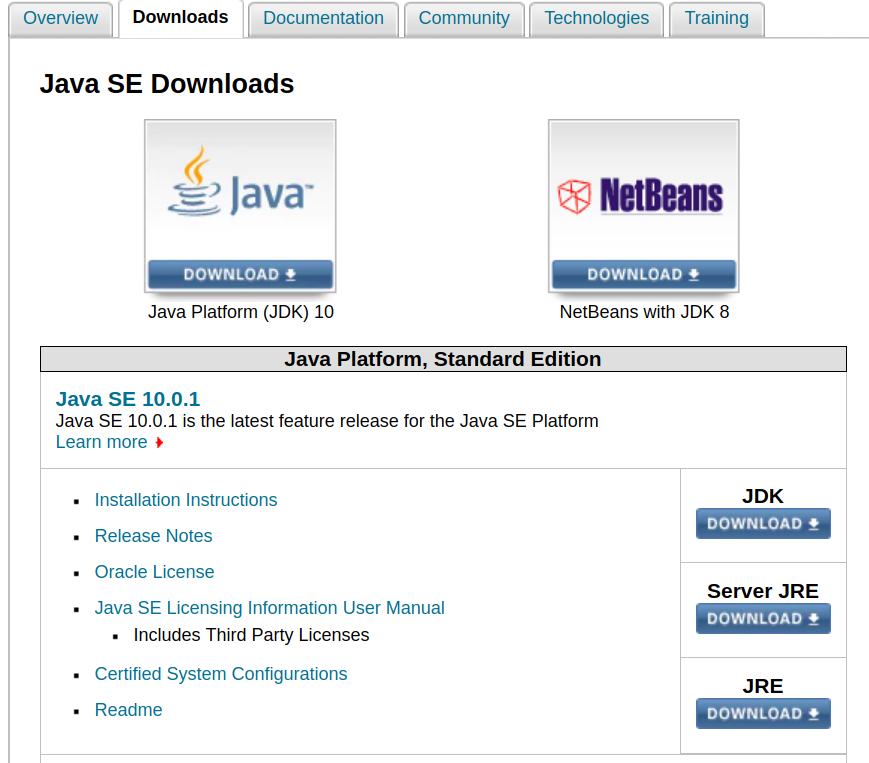 Overview Downloads Documentation Community Technologies Training
Java SE Downloads
Java™ NetBeans
DOWNLOAD DOWNLOAD
Java Platform (JDK) 10 NetBeans with JDK 8
Java Platform, Standard Edition
Java SE 10.0.1
Java SE 10.0.1 is the latest feature release for the Java SE Platform
Learn more
Installation Instructions
Release Notes
Oracle License
Java SE Licensing Information User Manual
Includes Third Party Licenses
Certified System Configurations
Readme
JDK
DOWNLOAD
Server JRE
DOWNLOAD
JRE
DOWNLOAD